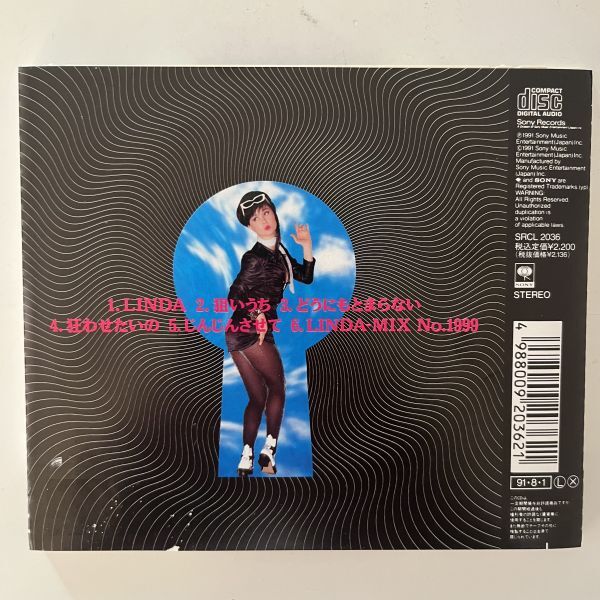 1. LINDA 2. 狙いうち 3. どうにもとまらない
4. 狂わせたいの 5. じんじんさせて 6. LINDA-MIX No.1999
COMPACT
disc
DIGITAL AUDIO
Sony Records
℗1991 Sony Music
Entertainment(Japan)Inc.
©1991 Sony Music
Entertainment(Japan)Inc.
Manufactured by
Sony Music Entertainment
(Japan)Inc.
and SONY are
Registered Trademarks
WARNING:
All Rights Reserved.
Unauthorized
duplication is
a violation
of applicable laws.
SRCL 2036
税込定価¥2,200
(税抜価格¥2,136)
SONY
STEREO
4 988009 203621
91・8・1 Ⓛ Ⓧ
このCDは、